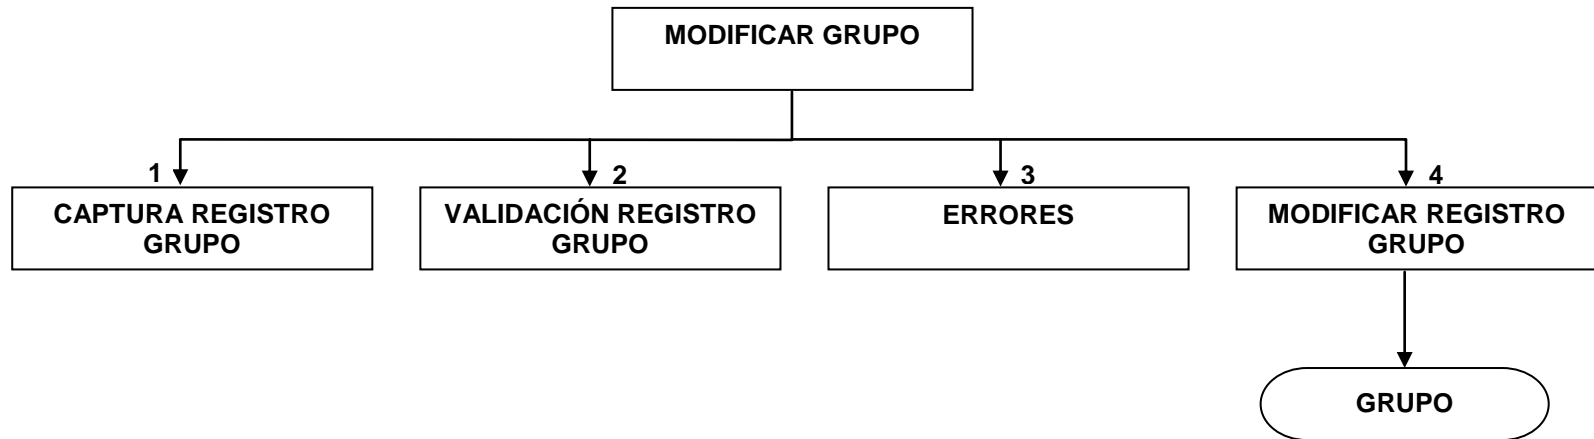 MODIFICAR GRUPO
1
2
3
4
CAPTURA REGISTRO
GRUPO
VALIDACIÓN REGISTRO
GRUPO
ERRORES
MODIFICAR REGISTRO
GRUPO
GRUPO